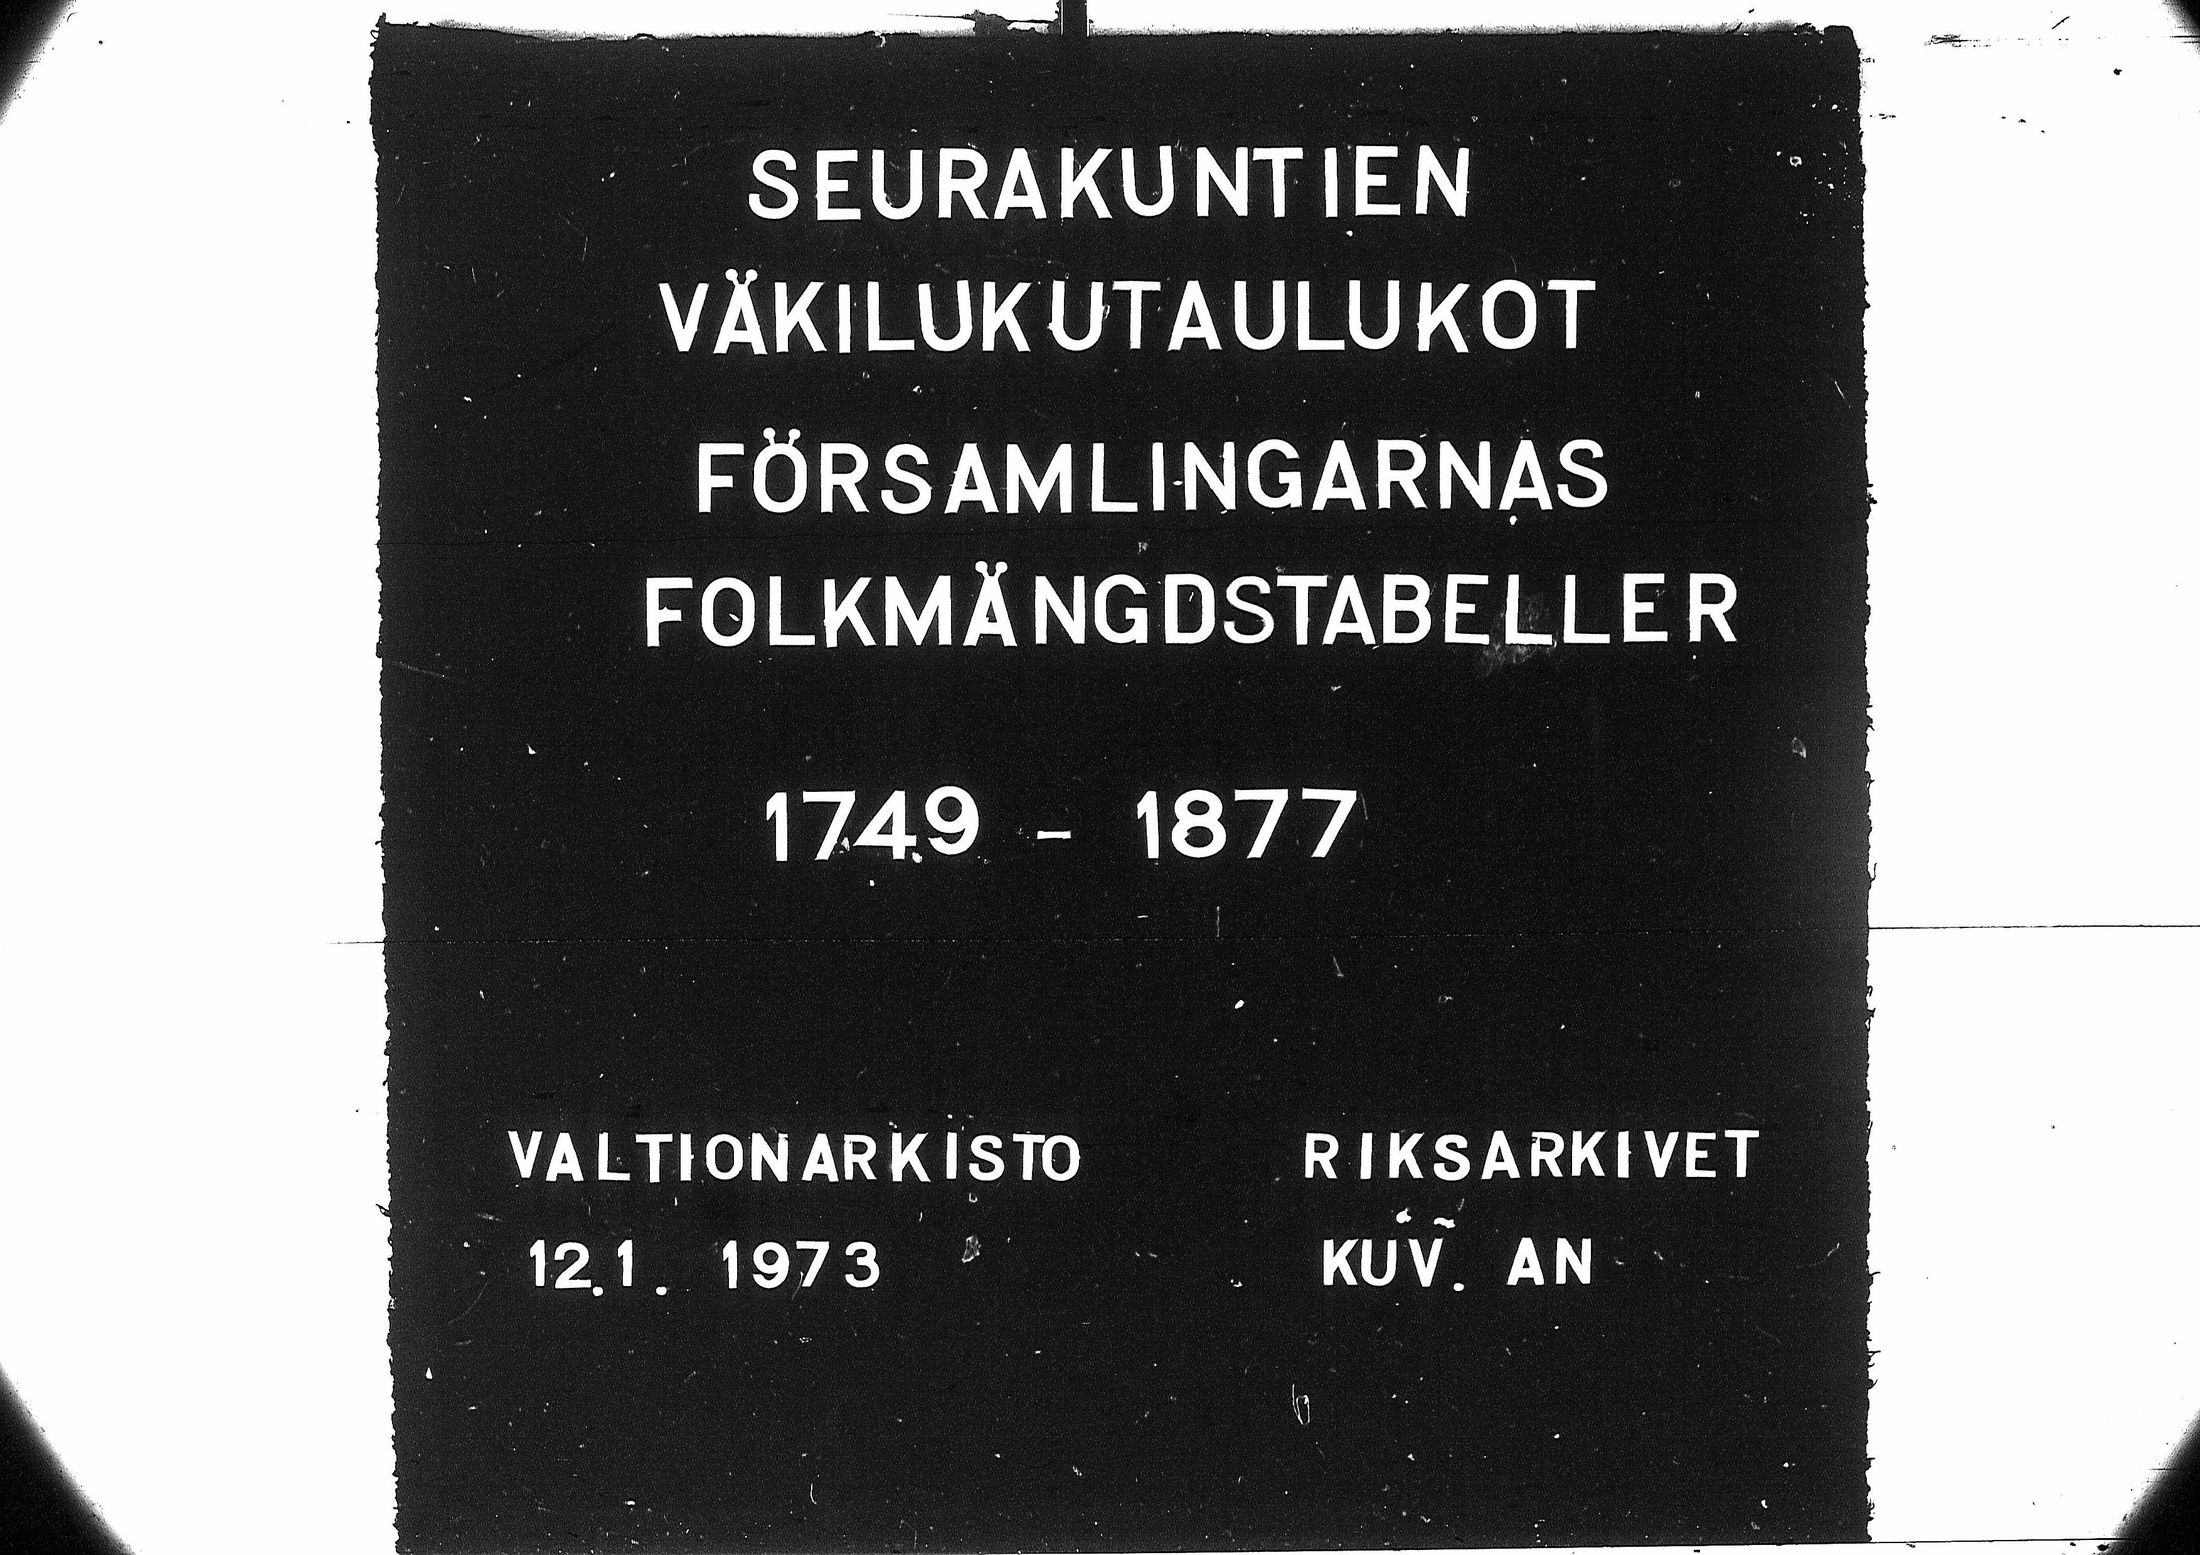 SEURAKUNTIEN
VÄKILUKUTAULUKOT
FÖRSAMLINGARNAS
FOLKMÄNGDSTABELLER
1749 - 1877
VALTIONARKISTO RIKSARKIVET
12.1. 1973 KUV. AN